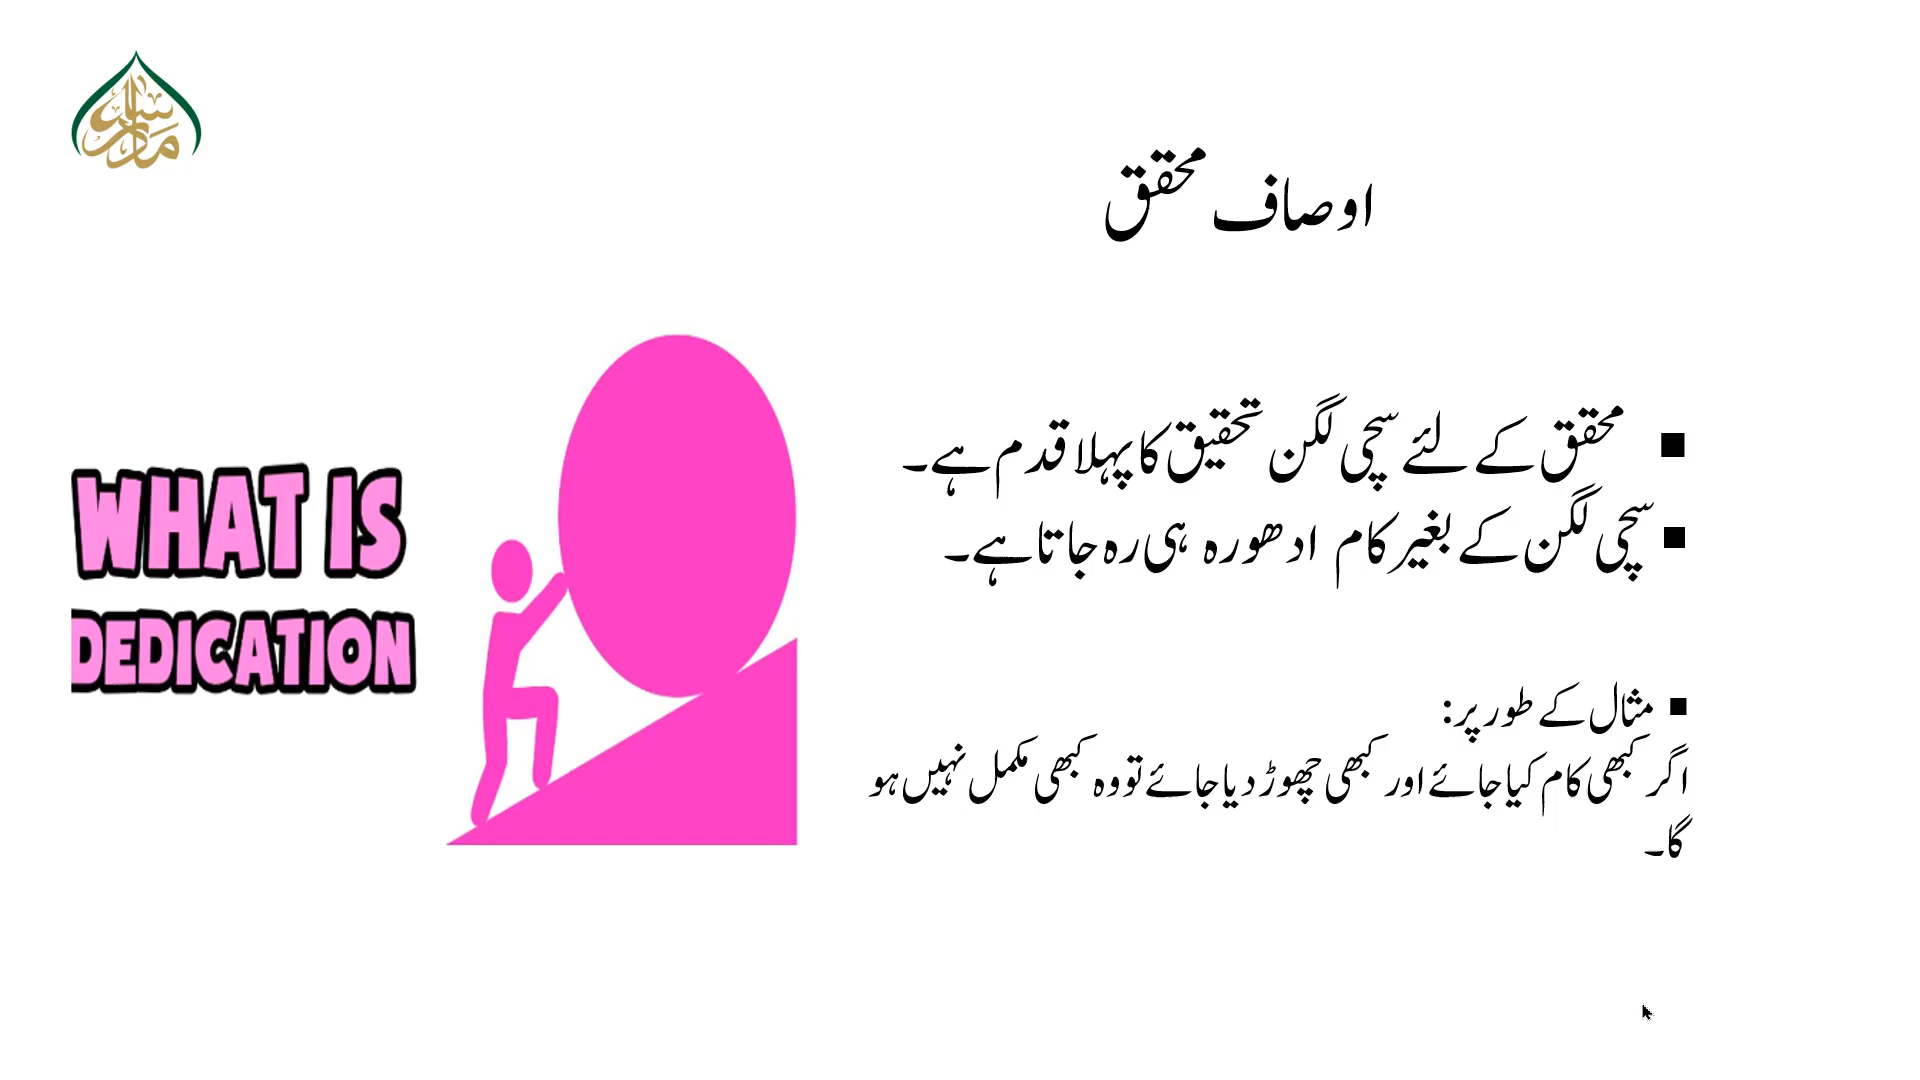 اوصاف محقق
WHAT IS
DEDICATION
▪ محقق کے لئے سچی لگن تحقیق کا پہلا قدم ہے۔
▪ سچی لگن کے بغیر کام ادھورہ ہی رہ جاتا ہے۔
▪ مثال کے طور پر:
اگر کبھی کام کیا جائے اور کبھی چھوڑ دیا جائے تو وہ کبھی مکمل نہیں ہو
گا۔